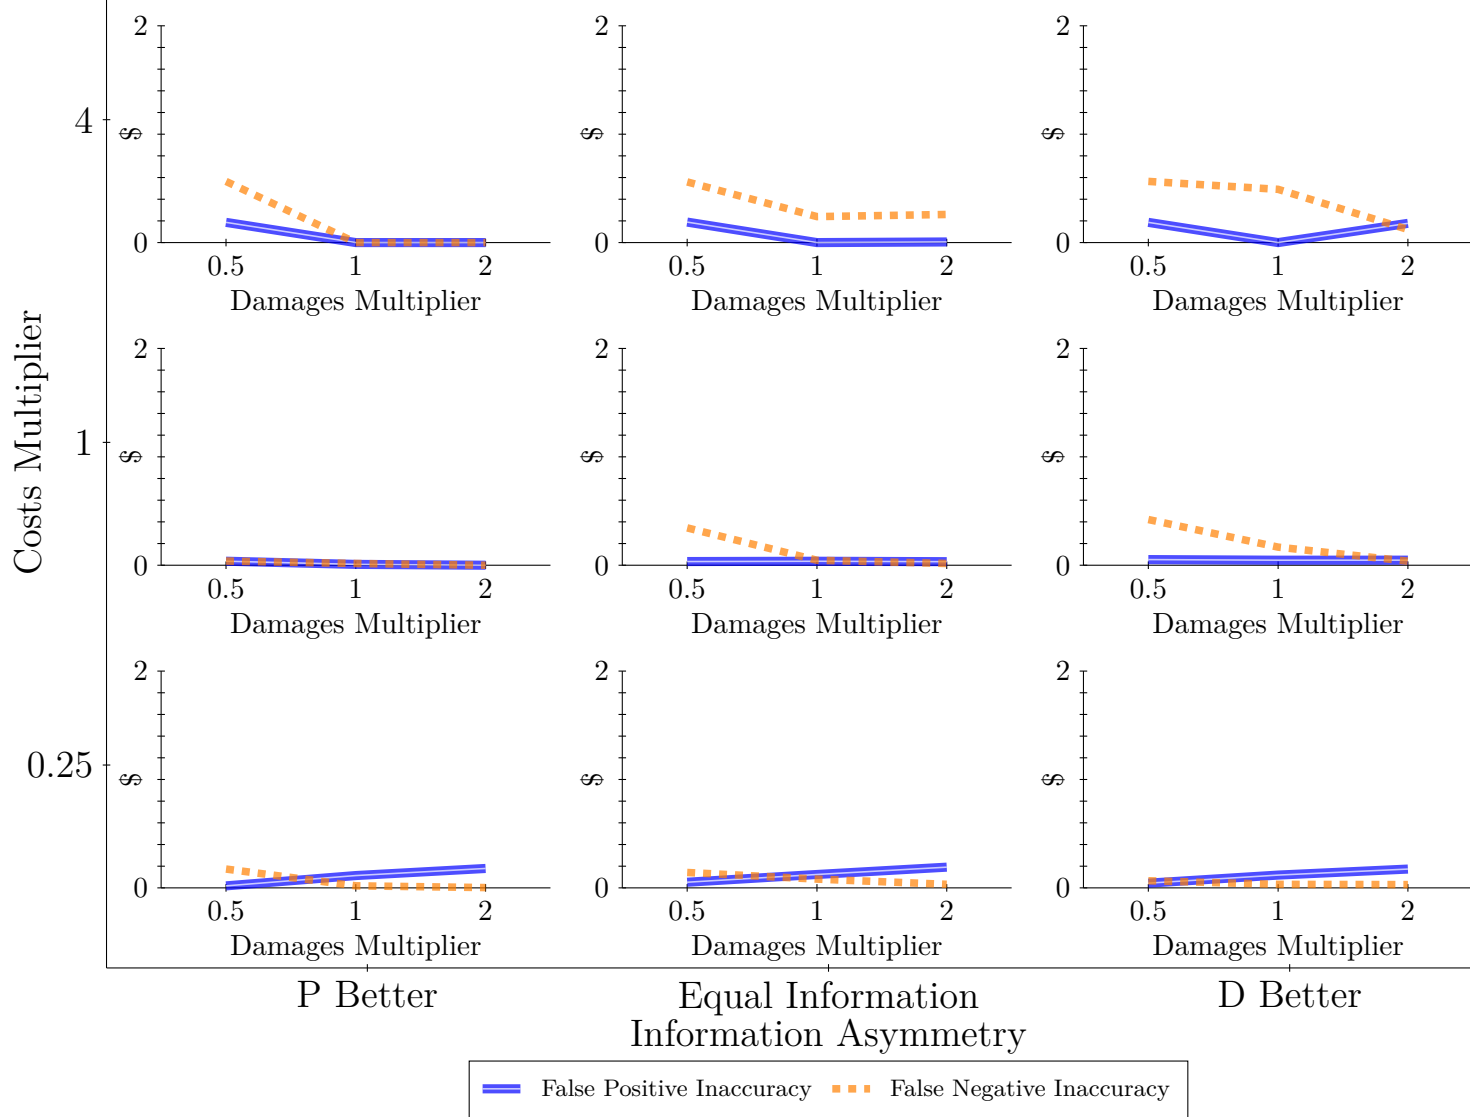 Costs Multiplier
4
2
$
0
0.5 1 2
Damages Multiplier
2
$
0
0.5 1 2
Damages Multiplier
2
$
0
0.5 1 2
Damages Multiplier
1
2
$
0
0.5 1 2
Damages Multiplier
2
$
0
0.5 1 2
Damages Multiplier
2
$
0
0.5 1 2
Damages Multiplier
0.25
2
$
0
0.5 1 2
Damages Multiplier
2
$
0
0.5 1 2
Damages Multiplier
2
$
0
0.5 1 2
Damages Multiplier
P Better
Equal Information
D Better
Information Asymmetry
False Positive Inaccuracy
False Negative Inaccuracy